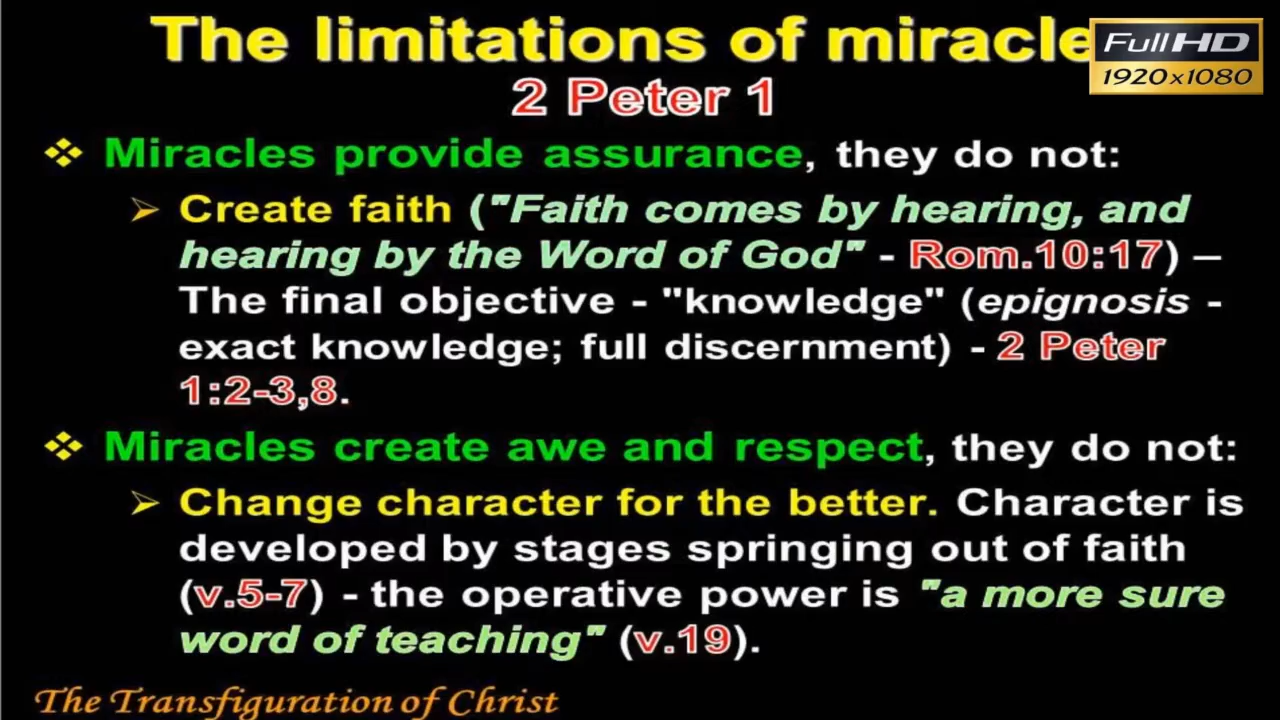 The limitations of miracle
FullHD
1920x1080
2 Peter 1
❖ Miracles provide assurance, they do not:
➢ Create faith ("Faith comes by hearing, and
hearing by the Word of God" - Rom.10:17) –
The final objective - "knowledge" (epignosis -
exact knowledge; full discernment) - 2 Peter
1:2-3,8.
❖ Miracles create awe and respect, they do not:
➢ Change character for the better. Character is
developed by stages springing out of faith
(v.5-7) - the operative power is "a more sure
word of teaching" (v.19).
The Transfiguration of Christ